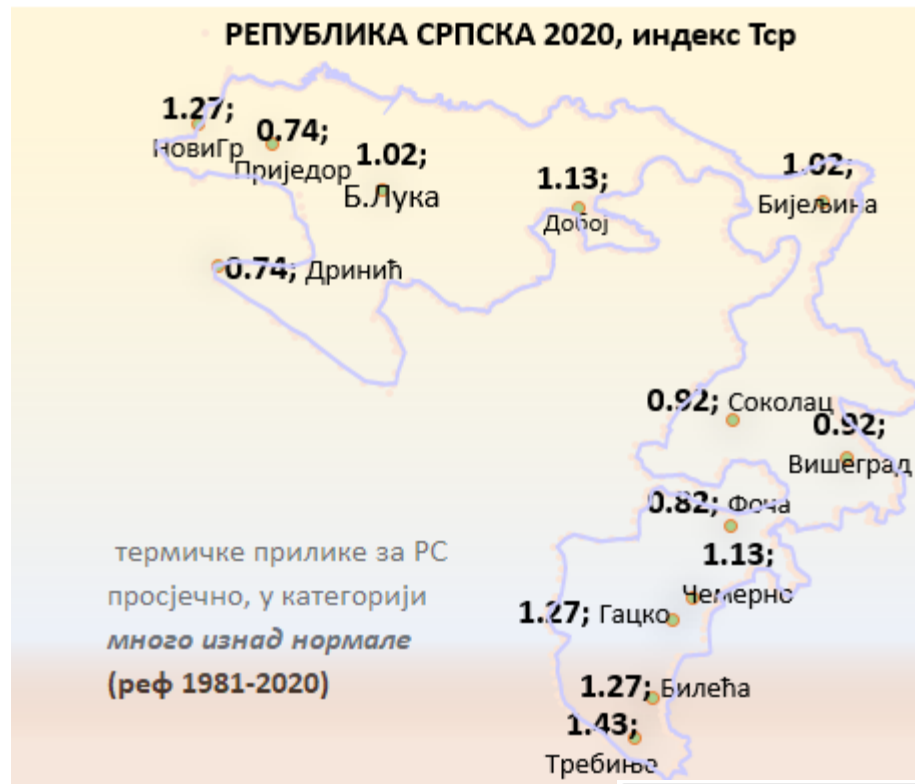 РЕПУБЛИКА СРПСКА 2020, индекс Тср
1.27;
НовиГр
0.74;
Приједор
1.02;
Б.Лука
1.13;
Добој
1.02;
Бијељина
0.74; Дринић
0.92; Соколац
0.92;
Вишеград
0.82; Фоча
1.13;
Чемерно
1.27; Гацко
1.27; Билећа
1.43;
Требиње
термичке прилике за РС
просјечно, у категорији
много изнад нормале
(реф 1981-2020)